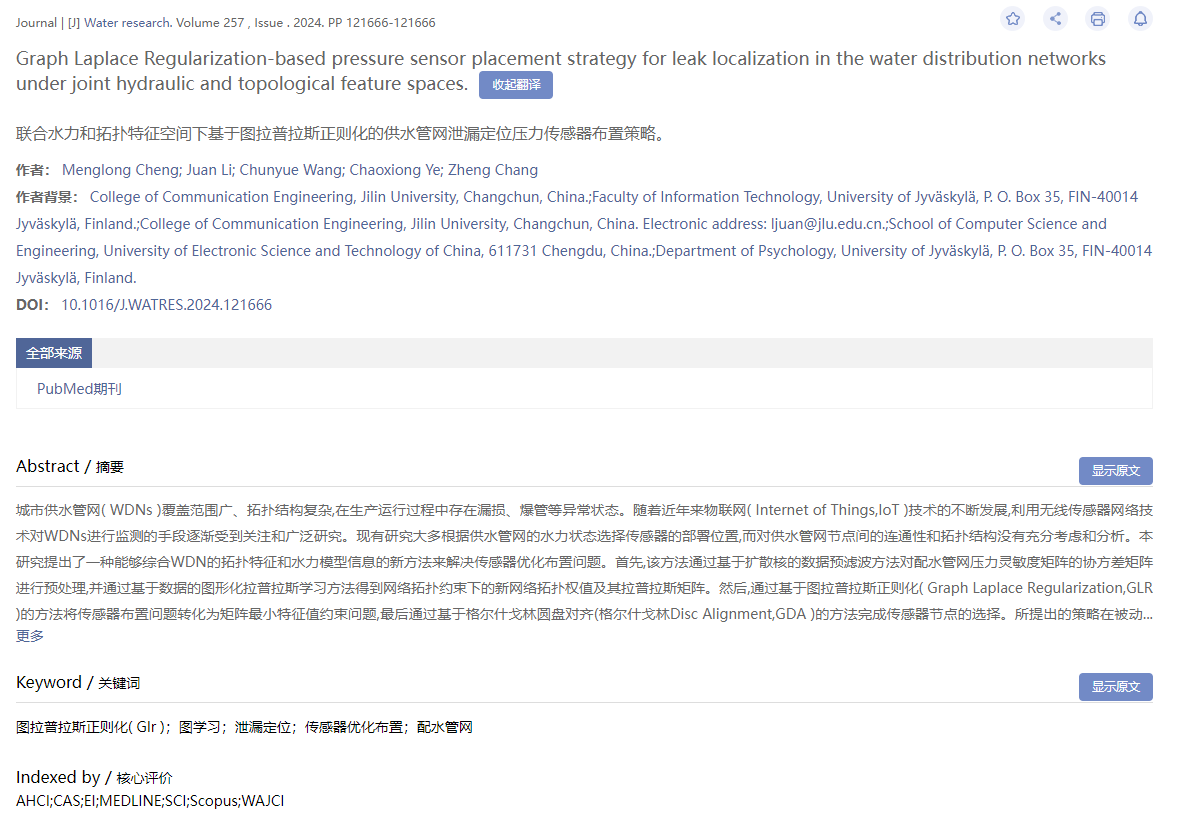 Journal | [J] Water research. Volume 257 , Issue . 2024. PP 121666-121666
Graph Laplace Regularization-based pressure sensor placement strategy for leak localization in the water distribution networks
under joint hydraulic and topological feature spaces. 收起翻译
联合水力和拓扑特征空间下基于图拉普拉斯正则化的供水管网泄漏定位压力传感器布置策略。
作者： Menglong Cheng; Juan Li; Chunyue Wang; Chaoxiong Ye; Zheng Chang
作者背景： College of Communication Engineering, Jilin University, Changchun, China.;Faculty of Information Technology, University of Jyväskylä, P. O. Box 35, FIN-40014
Jyväskylä, Finland.;College of Communication Engineering, Jilin University, Changchun, China. Electronic address: ljuan@jlu.edu.cn.;School of Computer Science and
Engineering, University of Electronic Science and Technology of China, 611731 Chengdu, China.;Department of Psychology, University of Jyväskylä, P. O. Box 35, FIN-40014
Jyväskylä, Finland.
DOI： 10.1016/J.WATRES.2024.121666
全部来源
PubMed期刊
Abstract / 摘要
显示原文
城市供水管网( WDNs )覆盖范围广、拓扑结构复杂,在生产运行过程中存在漏损、爆管等异常状态。随着近年来物联网( Internet of Things,IoT )技术的不断发展,利用无线传感器网络技
术对WDNs进行监测的手段逐渐受到关注和广泛研究。现有研究大多根据供水管网的水力状态选择传感器的部署位置,而对供水管网节点间的连通性和拓扑结构没有充分考虑和分析。本
研究提出了一种能够综合WDN的拓扑特征和水力模型信息的新方法来解决传感器优化布置问题。首先,该方法通过基于扩散核的数据预滤波方法对配水管网压力灵敏度矩阵的协方差矩阵
进行预处理,并通过基于数据的图形化拉普拉斯学习方法得到网络拓扑约束下的新网络拓扑权值及其拉普拉斯矩阵。然后,通过基于图拉普拉斯正则化( Graph Laplace Regularization,GLR
)的方法将传感器布置问题转化为矩阵最小特征值约束问题,最后通过基于格尔什戈林圆盘对齐(格尔什戈林Disc Alignment,GDA )的方法完成传感器节点的选择。所提出的策略在被动...
更多
Keyword / 关键词
显示原文
图拉普拉斯正则化( Glr )；图学习；泄漏定位；传感器优化布置；配水管网
Indexed by / 核心评价
AHCI;CAS;EI;MEDLINE;SCI;Scopus;WAJCI